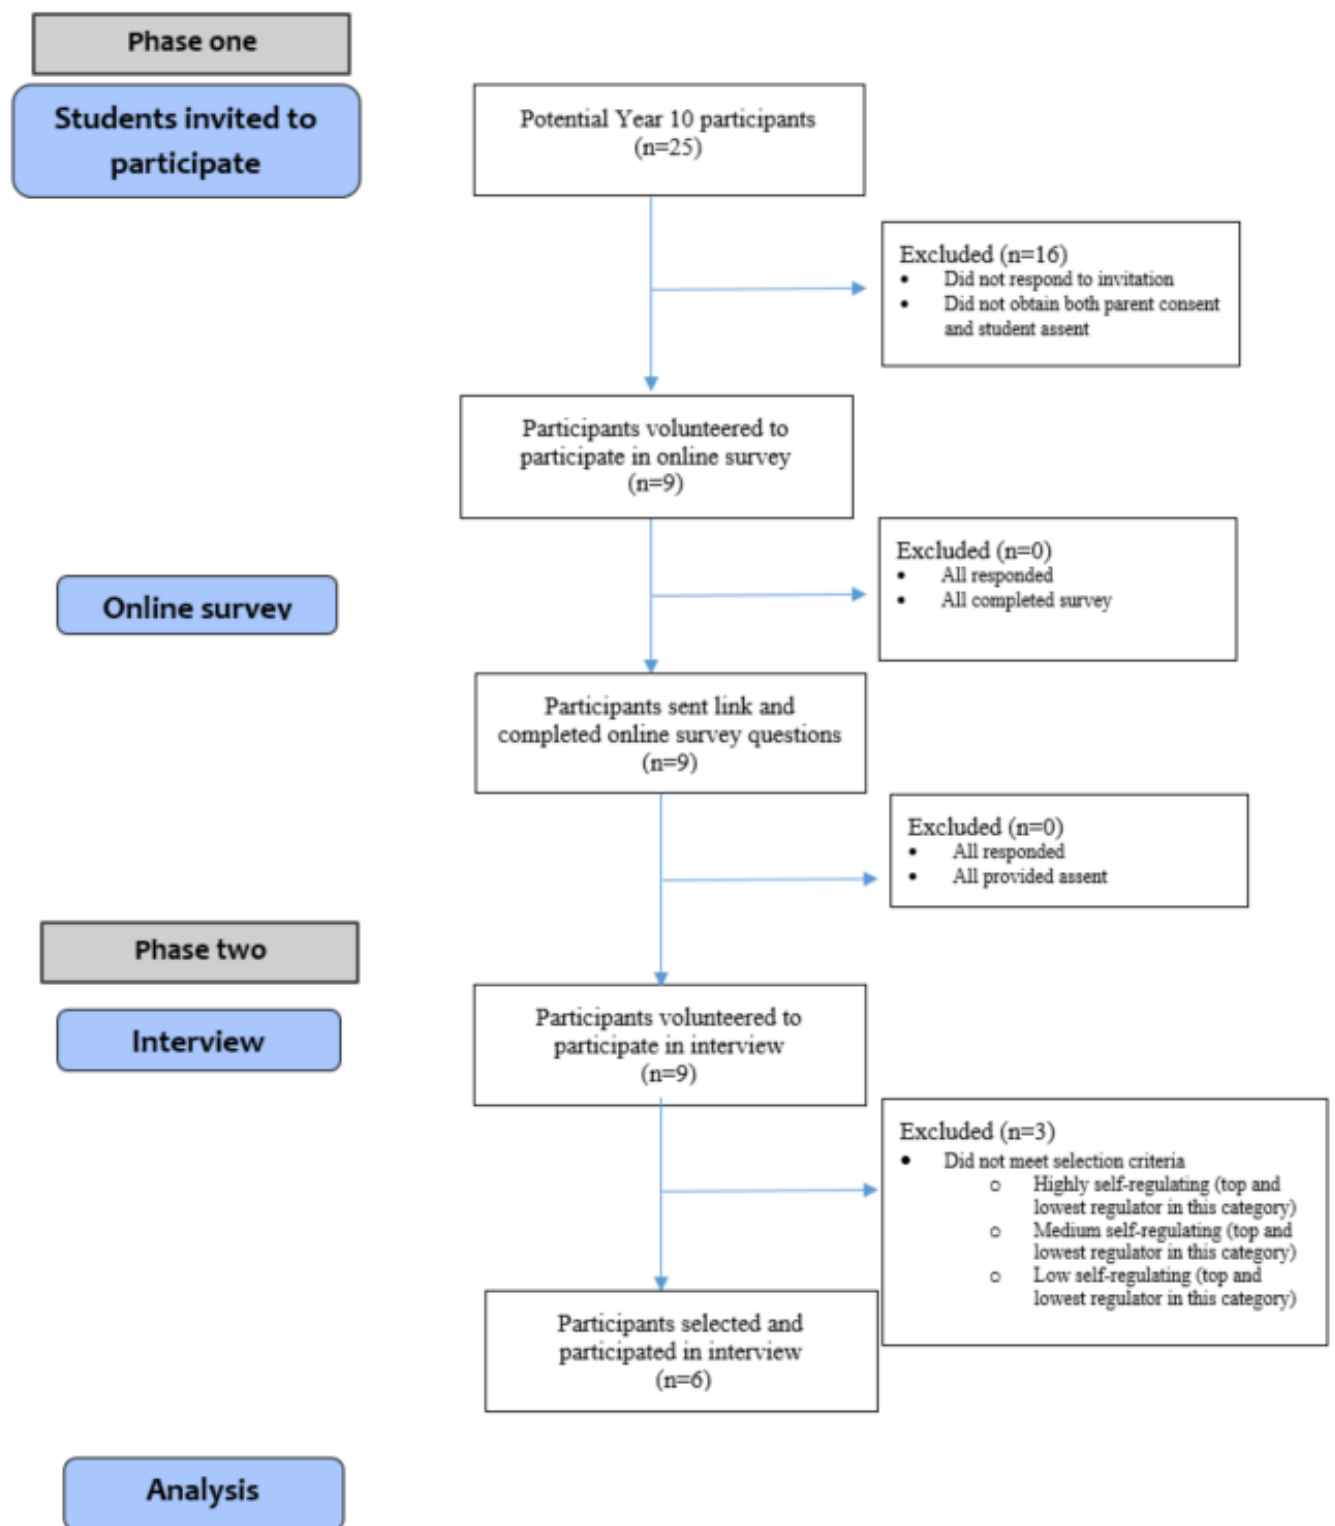 Phase one
Students invited to
participate
Potential Year 10 participants
(n=25)
Excluded (n=16)
• Did not respond to invitation
• Did not obtain both parent consent
and student assent
Participants volunteered to
participate in online survey
(n=9)
Excluded (n=0)
• All responded
• All completed survey
Online survey
Participants sent link and
completed online survey questions
(n=9)
Excluded (n=0)
• All responded
• All provided assent
Phase two
Interview
Participants volunteered to
participate in interview
(n=9)
Excluded (n=3)
• Did not meet selection criteria
o Highly self-regulating (top and
lowest regulator in this category)
o Medium self-regulating (top and
lowest regulator in this category)
o Low self-regulating (top and
lowest regulator in this category)
Participants selected and
participated in interview
(n=6)
Analysis